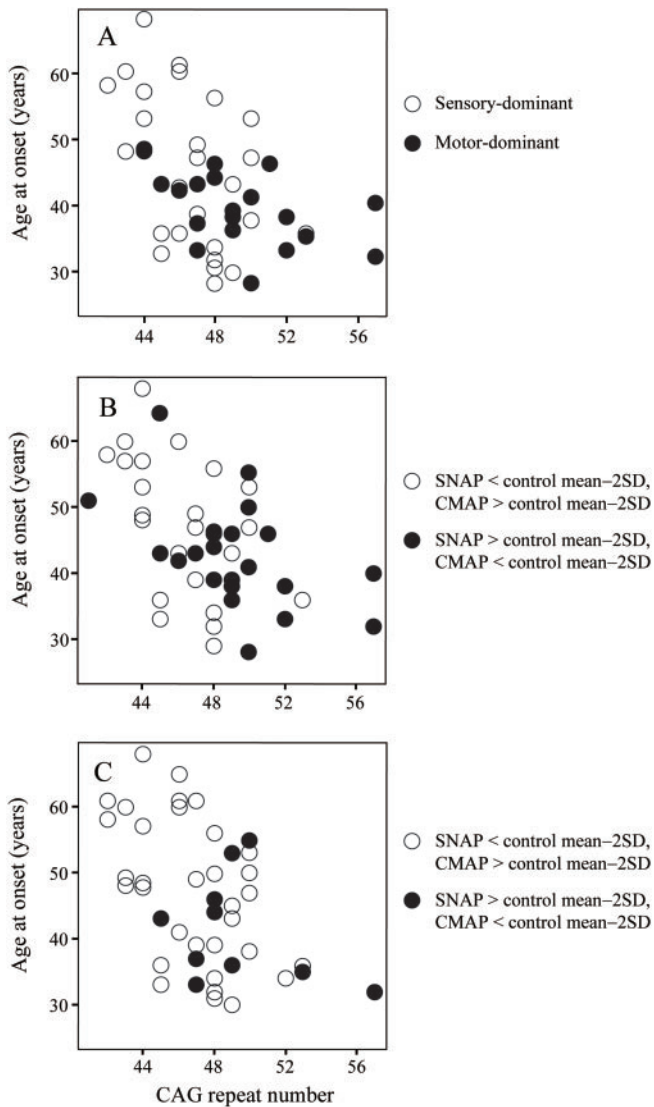 A
Age at onset (years)
60
50
40
30
44
48
52
56
Sensory-dominant
Motor-dominant
B
Age at onset (years)
60
50
40
30
44
48
52
56
SNAP < control mean–2SD,
CMAP > control mean–2SD
SNAP > control mean–2SD,
CMAP < control mean–2SD
C
Age at onset (years)
60
50
40
30
44
48
52
56
CAG repeat number
SNAP < control mean–2SD,
CMAP > control mean–2SD
SNAP > control mean–2SD,
CMAP < control mean–2SD